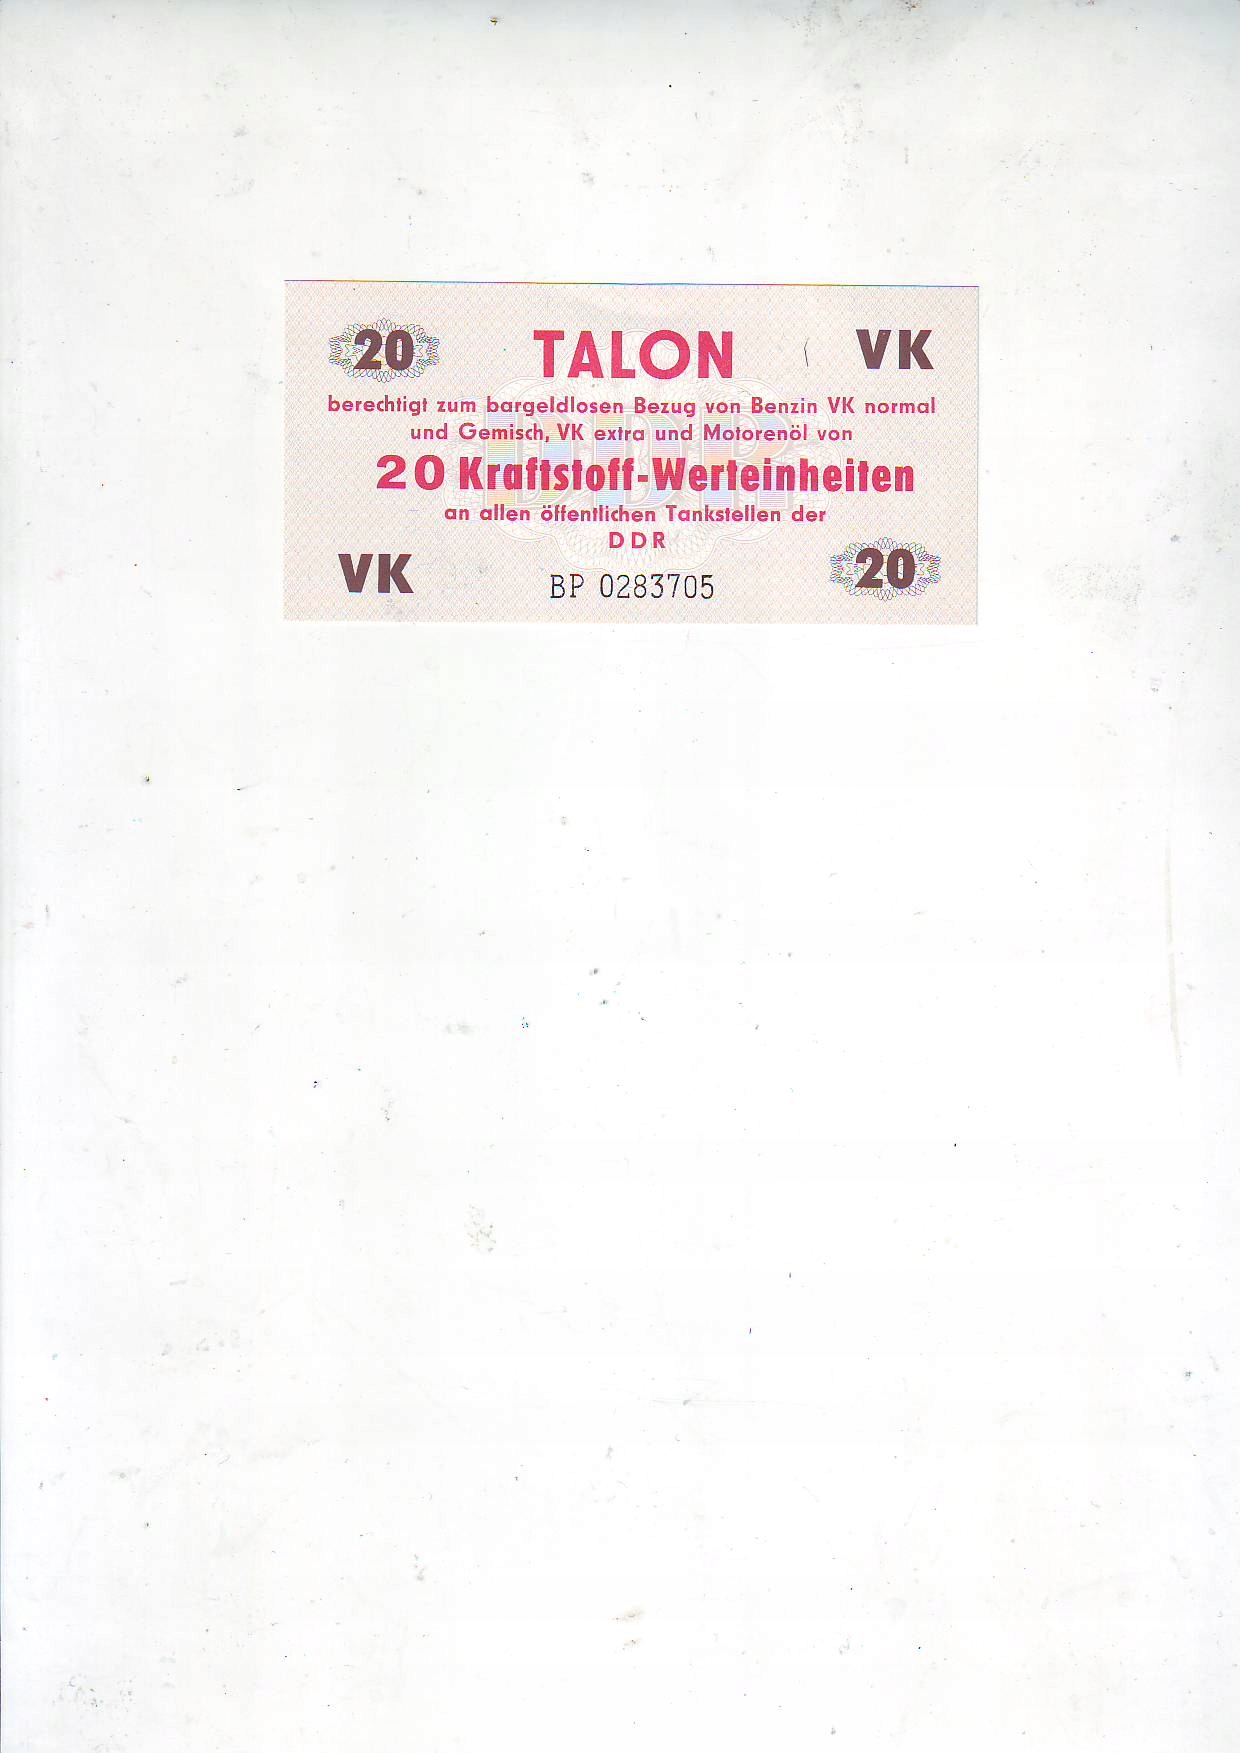 20 TALON VK
berechtigt zum bargeldlosen Bezug von Benzin VK normal
und Gemisch, VK extra und Motorenöl von
20 Kraftstoff-Werteinheiten
an allen öffentlichen Tankstellen der
DDR
VK BP 0283705 20
DDR